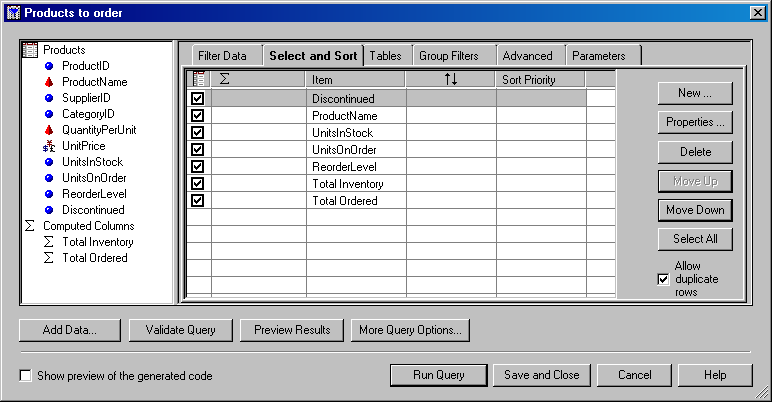 Products to order
Products
ProductID
ProductName
SupplierID
CategoryID
QuantityPerUnit
UnitPrice
UnitsInStock
UnitsOnOrder
ReorderLevel
Discontinued
Σ Computed Columns
Σ Total Inventory
Σ Total Ordered
Filter Data Select and Sort Tables Group Filters Advanced Parameters
Σ Item ↑↓ Sort Priority
Discontinued
ProductName
UnitsInStock
UnitsOnOrder
ReorderLevel
Total Inventory
Total Ordered
New ...
Properties ...
Delete
Move Up
Move Down
Select All
Allow
duplicate
rows
Add Data... Validate Query Preview Results More Query Options...
Show preview of the generated code Run Query Save and Close Cancel Help